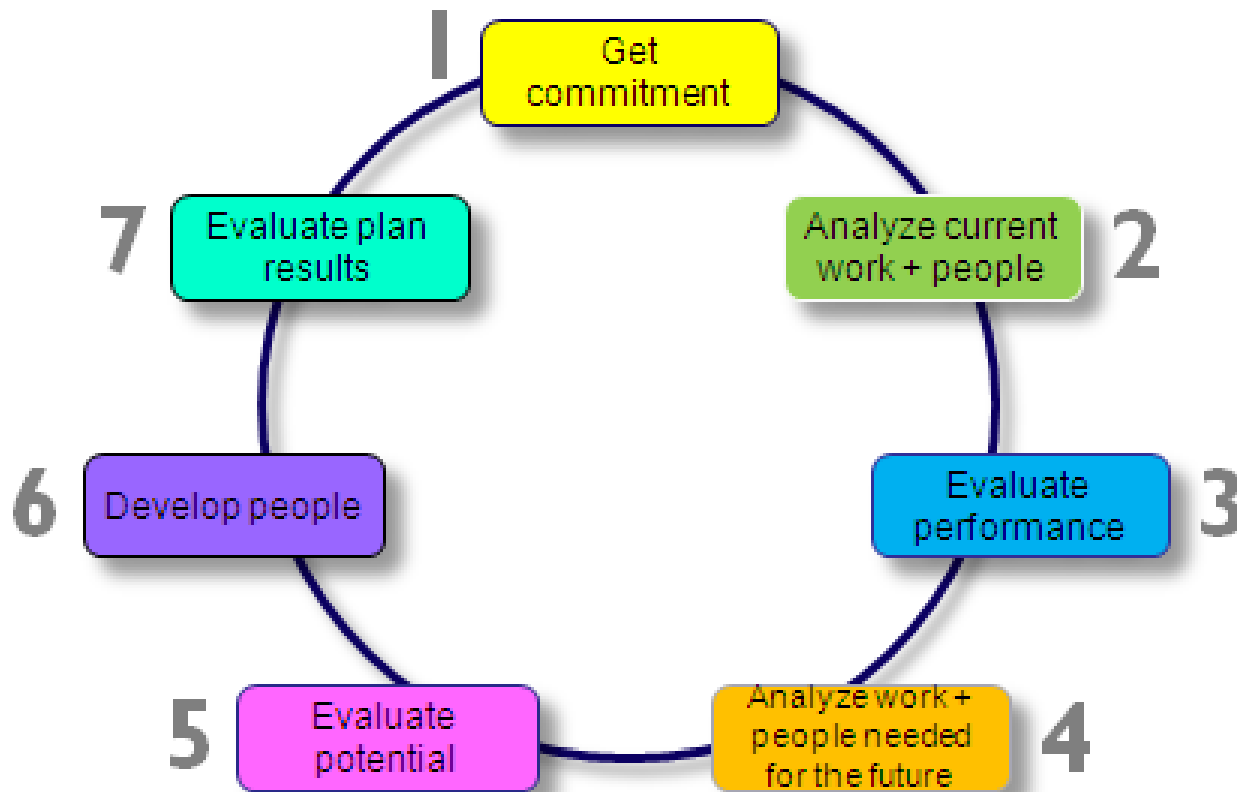 1
Get
commitment
2
Analyze current
work + people
3
Evaluate
performance
4
Analyze work +
people needed
for the future
5
Evaluate
potential
6
Develop people
7
Evaluate plan
results